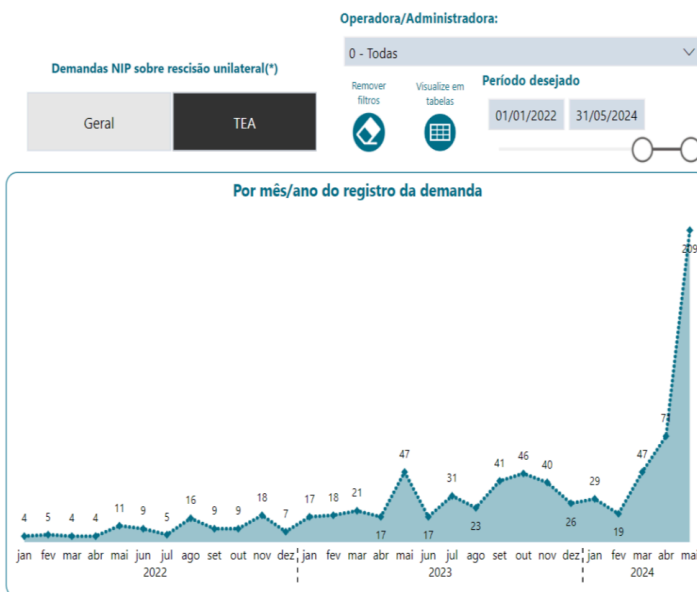 Operadora/Administradora:
0 - Todas
Demandas NIP sobre rescisão unilateral(*)
Geral
TEA
Remover
filtros
Visualize em
tabelas
Período desejado
01/01/2022
31/05/2024
Por mês/ano do registro da demanda
4 5 4 4 11 9 5 16 9 9 18 7 17 18 21 17 47 17 31 23 41 46 40 26 29 19 47 209
jan fev mar abr mai jun jul ago set out nov dez jan fev mar abr mai jun jul ago set out nov dez jan fev mar abr mai
2022 2023 2024